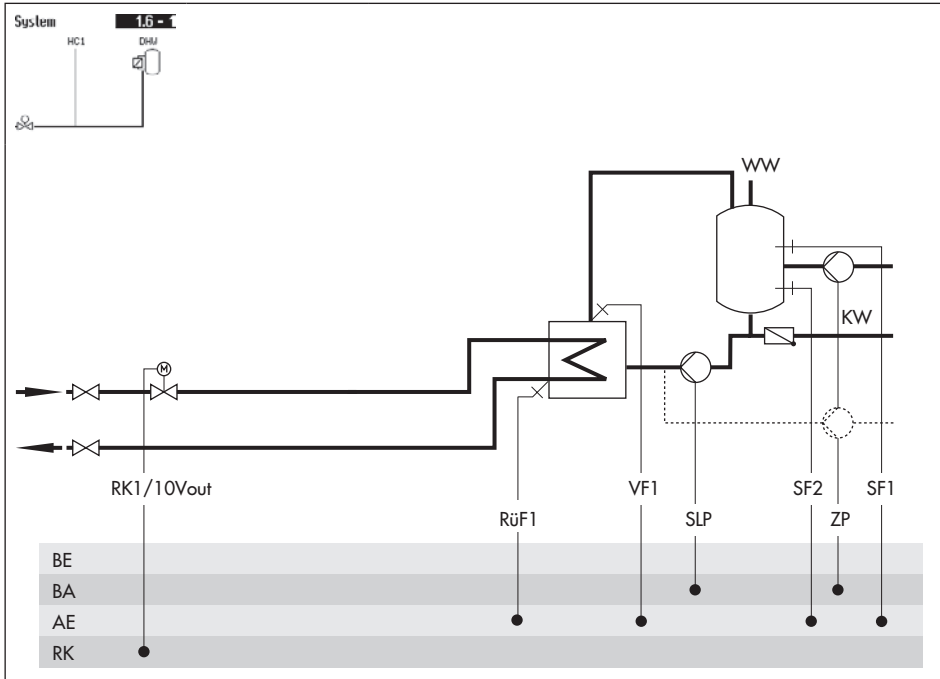 System 1.6 - 1
HC1 DHW
WW
KW
M
RK1/10Vout VF1 SF2 SF1
RüF1 SLP ZP
BE
BA
AE
RK